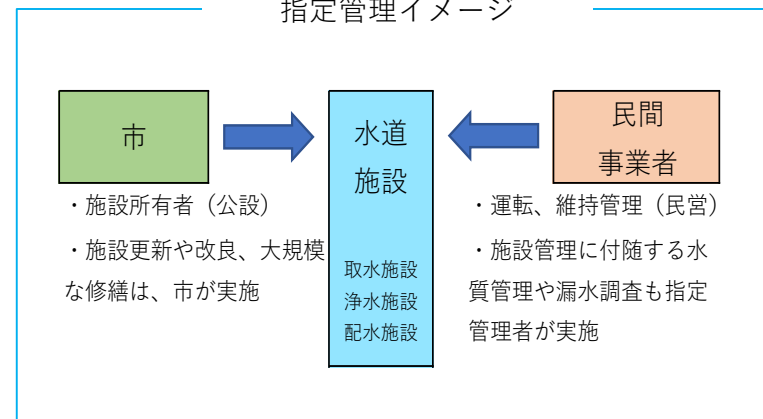 指定管理イメージ
市
・施設所有者（公設）
・施設更新や改良、大規模
な修繕は、市が実施
水道
施設
取水施設
浄水施設
配水施設
民間
事業者
・運転、維持管理（民営）
・施設管理に付随する水
質管理や漏水調査も指定
管理者が実施